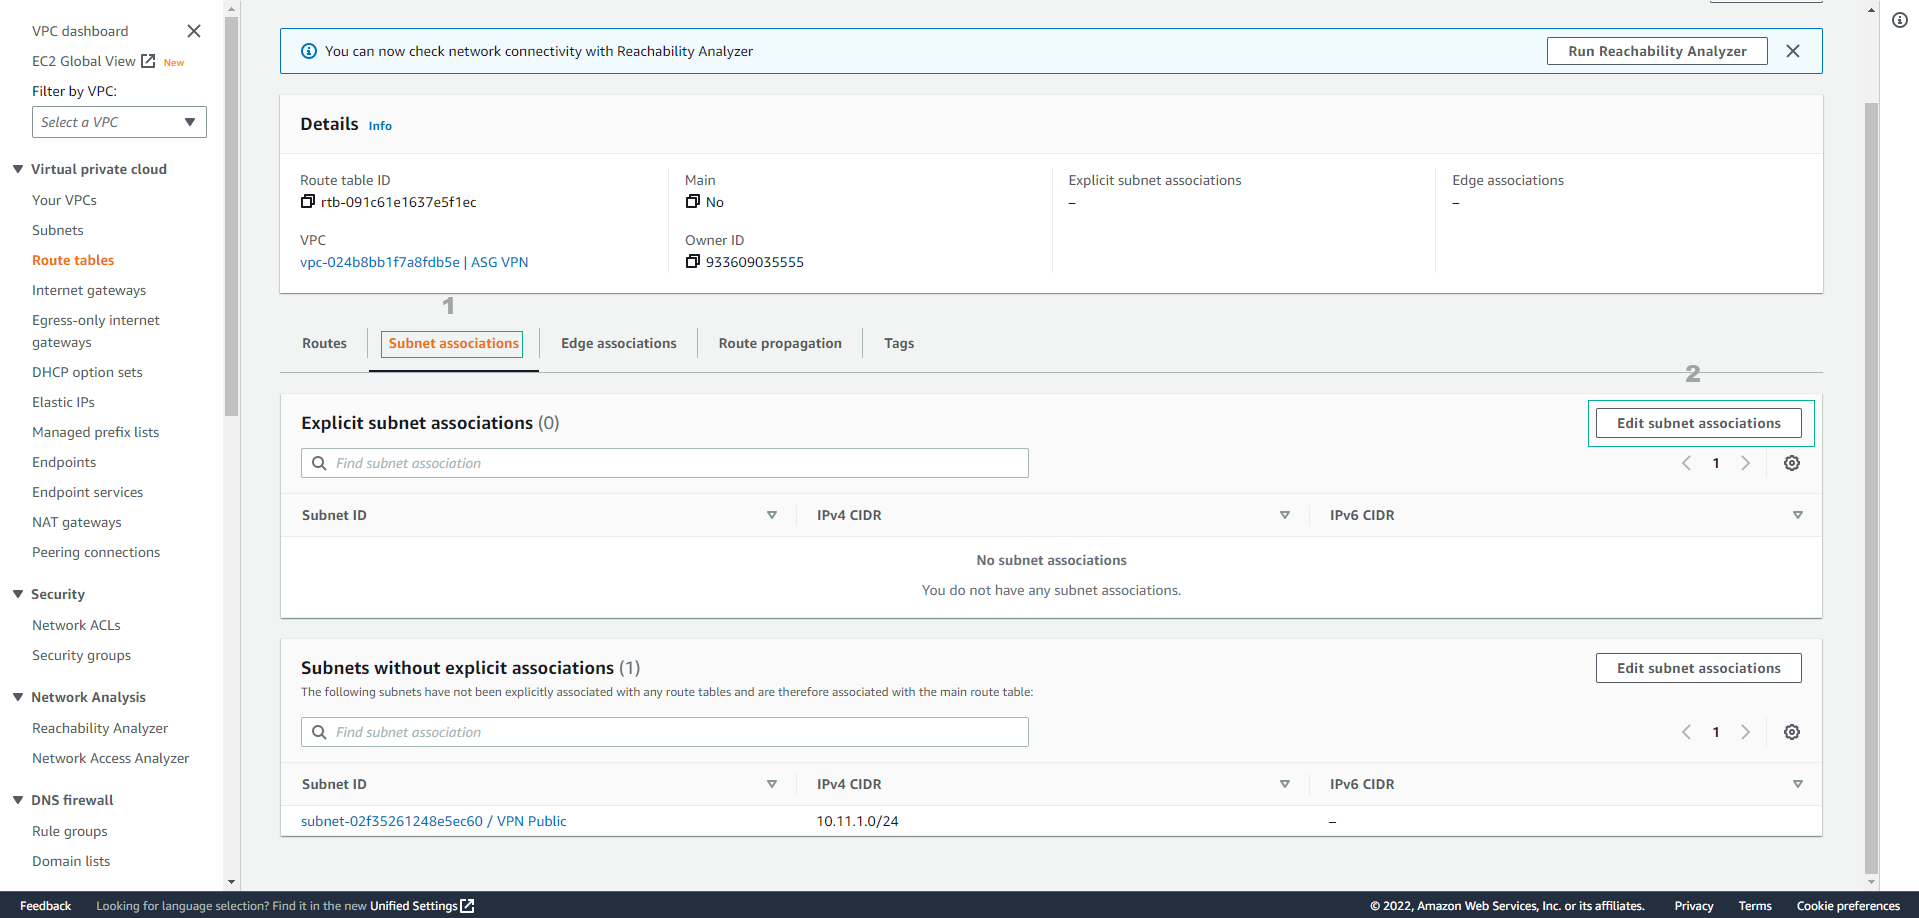 VPC dashboard
EC2 Global View New
Filter by VPC:
Select a VPC
Virtual private cloud
Your VPCs
Subnets
Route tables
Internet gateways
Egress-only internet
gateways
DHCP option sets
Elastic IPs
Managed prefix lists
Endpoints
Endpoint services
NAT gateways
Peering connections
Security
Network ACLs
Security groups
Network Analysis
Reachability Analyzer
Network Access Analyzer
DNS firewall
Rule groups
Domain lists
You can now check network connectivity with Reachability Analyzer
Run Reachability Analyzer
Details Info
Route table ID
rtb-091c61e1637e5f1ec
Main
No
Explicit subnet associations
–
Edge associations
–
VPC
vpc-024b8bb1f7a8fdb5e | ASG VPN
Owner ID
933609035555
1
Routes
Subnet associations
Edge associations
Route propagation
Tags
2
Explicit subnet associations (0)
Edit subnet associations
Find subnet association
1
Subnet ID
IPv4 CIDR
IPv6 CIDR
No subnet associations
You do not have any subnet associations.
Subnets without explicit associations (1)
Edit subnet associations
The following subnets have not been explicitly associated with any route tables and are therefore associated with the main route table:
Find subnet association
1
Subnet ID
IPv4 CIDR
IPv6 CIDR
subnet-02f35261248e5ec60 / VPN Public
10.11.1.0/24
–
Feedback
Looking for language selection? Find it in the new Unified Settings
© 2022, Amazon Web Services, Inc. or its affiliates.
Privacy
Terms
Cookie preferences